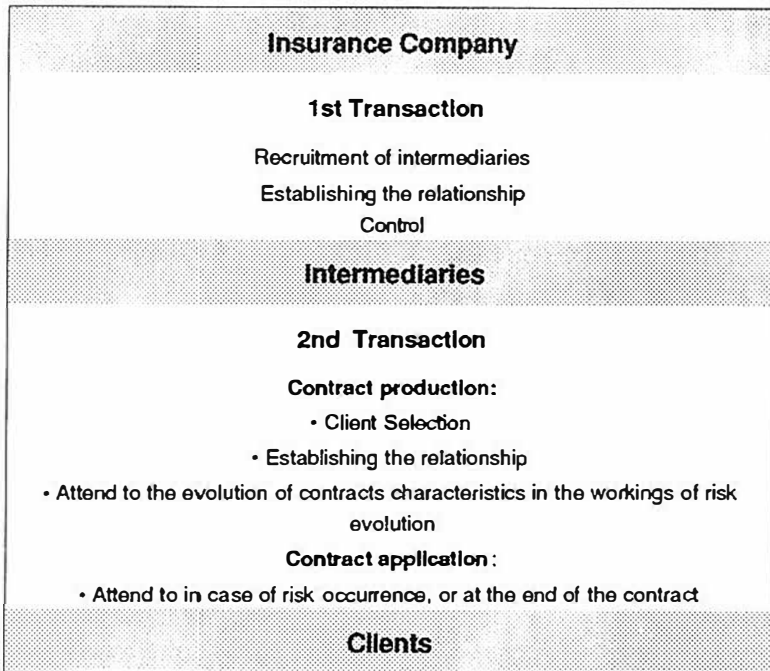 Insurance Company
1st Transaction
Recruitment of intermediaries
Establishing the relationship
Control
Intermediaries
2nd Transaction
Contract production:
• Client Selection
• Establishing the relationship
• Attend to the evolution of contracts characteristics in the workings of risk
evolution
Contract application :
• Attend to in case of risk occurrence, or at the end of the contract
Clients